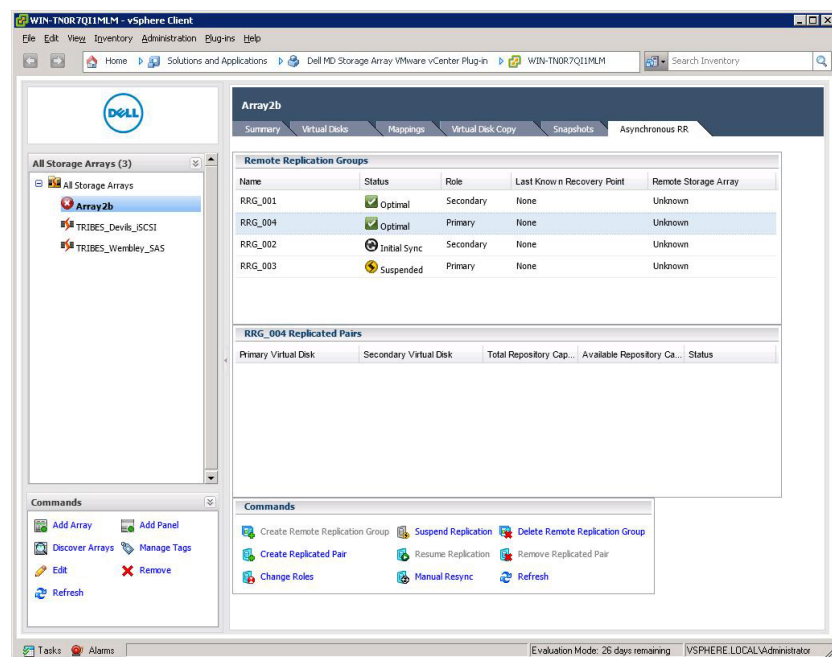 WIN-TN0R7QI1MLM - vSphere Client
File Edit View Inventory Administration Plug-ins Help
Home Solutions and Applications Dell MD Storage Array VMware vCenter Plug-in WIN-TN0R7QI1MLM Search Inventory
DELL
Array2b
Summary Virtual Disks Mappings Virtual Disk Copy Snapshots Asynchronous RR
All Storage Arrays (3)
All Storage Arrays
Array2b
TRIBES_Devils_iSCSI
TRIBES_Wembley_SAS
Remote Replication Groups
Name Status Role Last Known Recovery Point Remote Storage Array
RRG_001 Optimal Secondary None Unknown
RRG_004 Optimal Primary None Unknown
RRG_002 Initial Sync Secondary None Unknown
RRG_003 Suspended Primary None Unknown
RRG_004 Replicated Pairs
Primary Virtual Disk Secondary Virtual Disk Total Repository Cap... Available Repository Ca... Status
Commands
Add Array Add Panel
Discover Arrays Manage Tags
Edit Remove
Refresh
Commands
Create Remote Replication Group Suspend Replication Delete Remote Replication Group
Create Replicated Pair Resume Replication Remove Replicated Pair
Change Roles Manual Resync Refresh
Tasks Alarms Evaluation Mode: 26 days remaining VSPHERE.LOCAL\Administrator